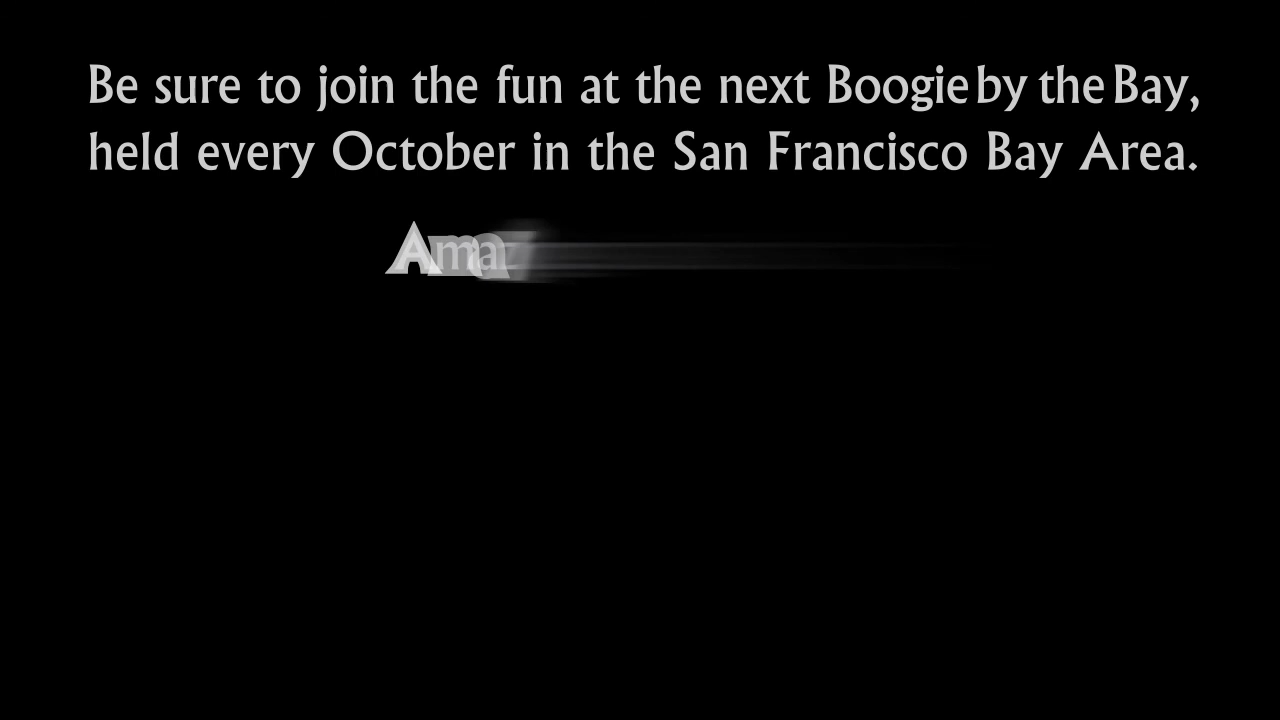 Be sure to join the fun at the next Boogie by the Bay,
held every October in the San Francisco Bay Area.